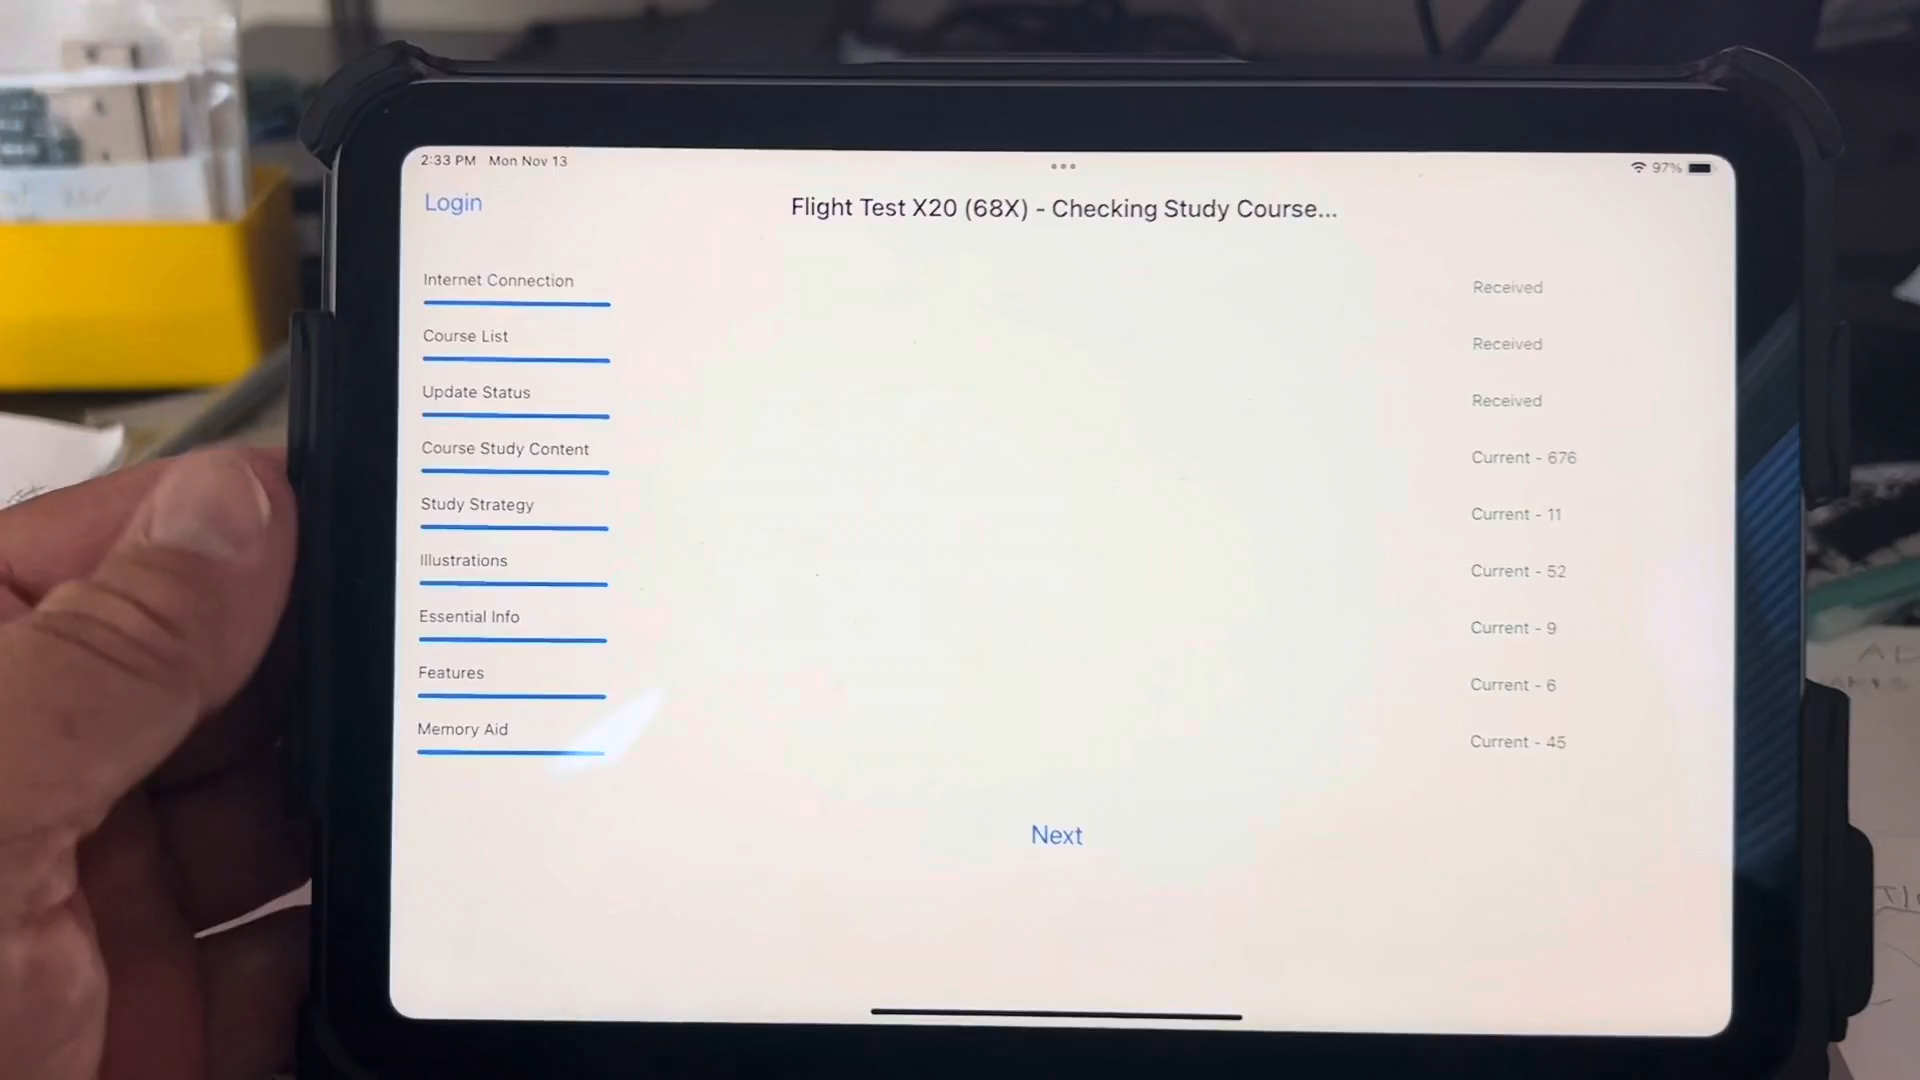 2:33 PM Mon Nov 13
97%
Login
Flight Test X20 (68X) - Checking Study Course...
Internet Connection
Received
Course List
Received
Update Status
Received
Course Study Content
Current - 676
Study Strategy
Current - 11
Illustrations
Current - 52
Essential Info
Current - 9
Features
Current - 6
Memory Aid
Current - 45
Next